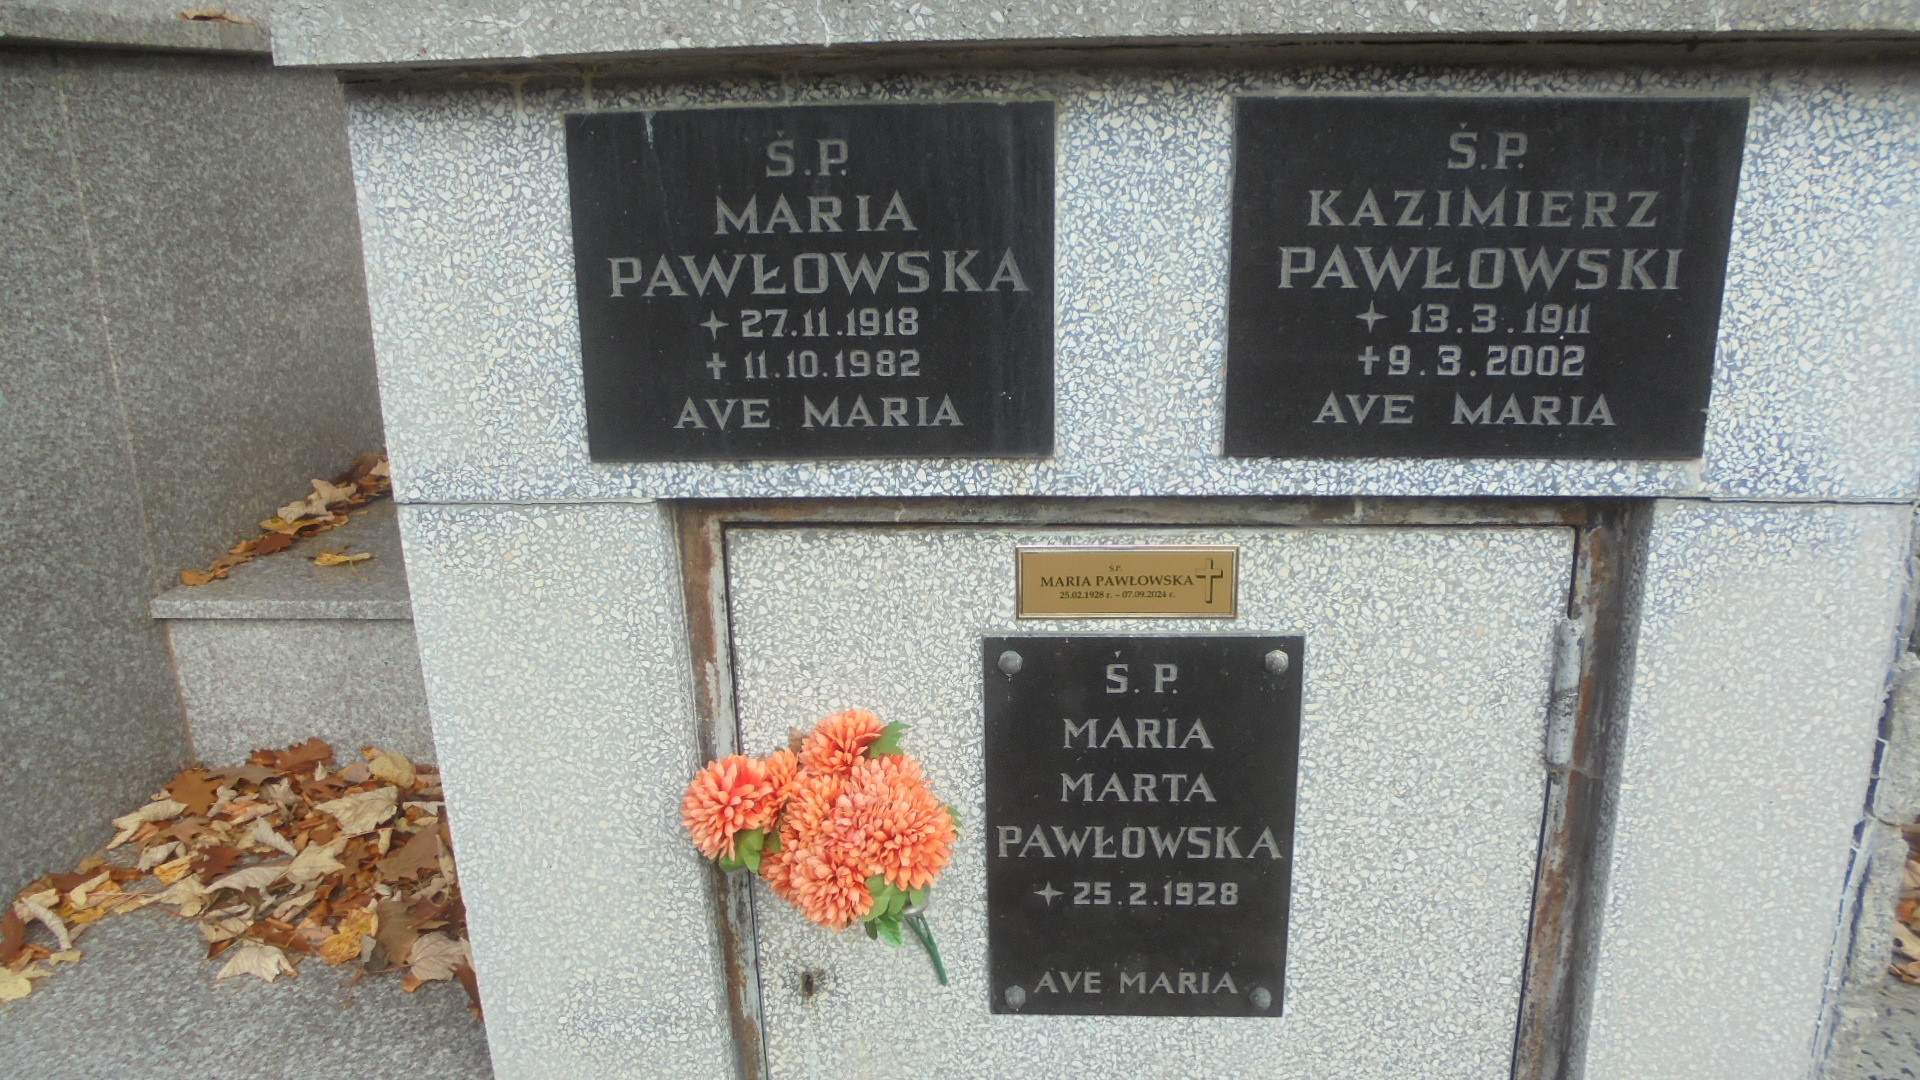 Ś.P.
MARIA
PAWŁOWSKA
27.11.1918
11.10.1982
AVE MARIA
Ś.P.
KAZIMIERZ
PAWŁOWSKI
13.3.1911
9.3.2002
AVE MARIA
Ś.P.
MARIA PAWŁOWSKA
25.02.1928 r. – 07.09.2024 r.
Ś. P.
MARIA
MARTA
PAWŁOWSKA
25.2.1928
AVE MARIA